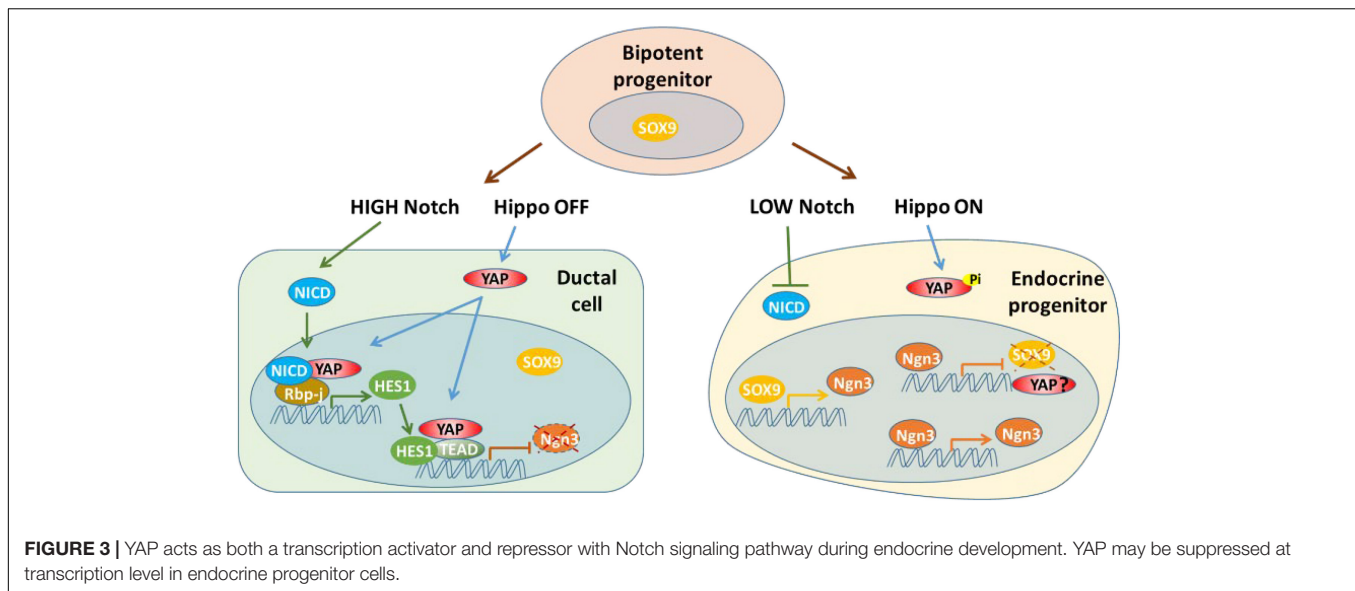 Bipotent
progenitor
SOX9
HIGH Notch
Hippo OFF
LOW Notch
Hippo ON
NICD
YAP
Ductal
cell
NICD
YAP
Rbp-j
HES1
SOX9
HES1
YAP
TEAD
Ngn3
NICD
YAP
Pi
Endocrine
progenitor
SOX9
Ngn3
Ngn3
SOX9
YAP?
Ngn3
Ngn3
FIGURE 3 | YAP acts as both a transcription activator and repressor with Notch signaling pathway during endocrine development. YAP may be suppressed at
transcription level in endocrine progenitor cells.